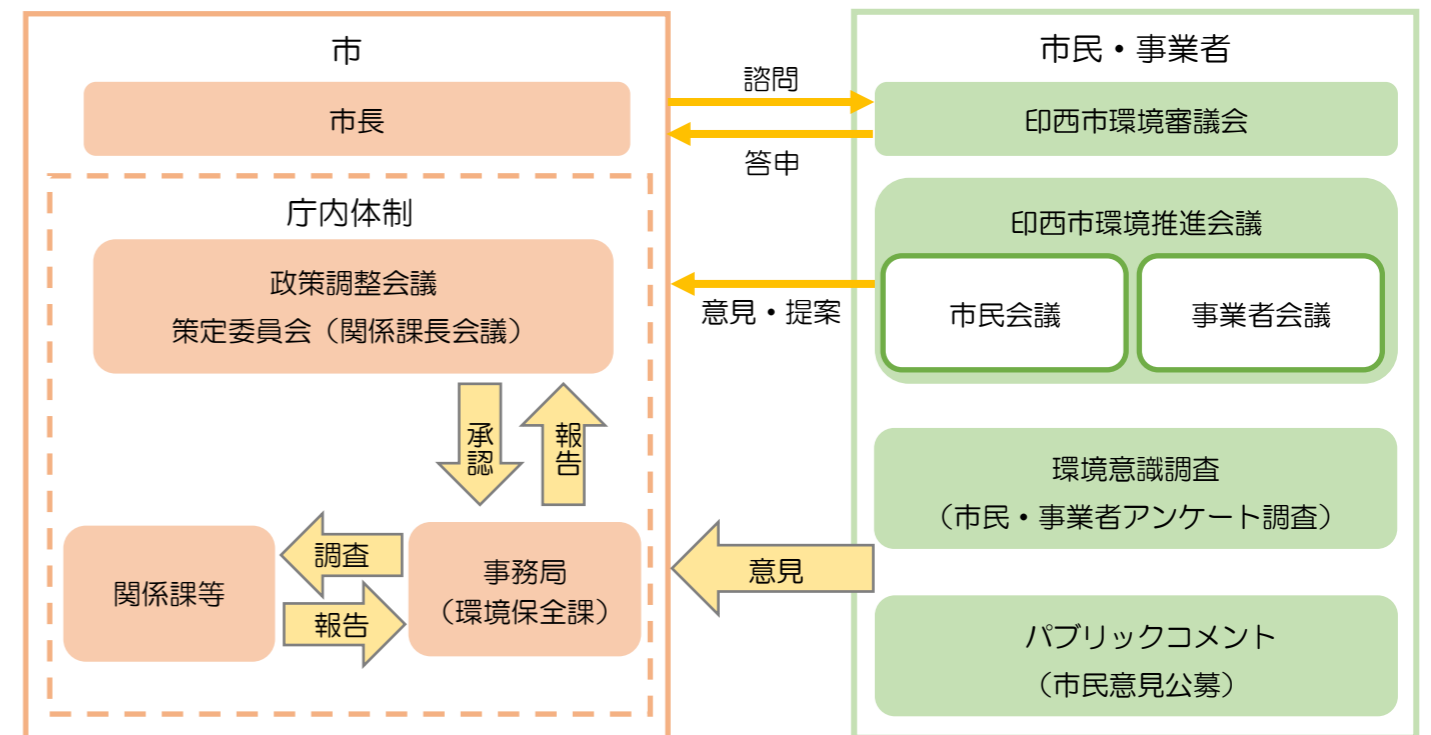 市
市長
庁内体制
政策調整会議
策定委員会（関係課長会議）
承認
報告
関係課等
調査
報告
事務局
（環境保全課）
諮問
答申
意見・提案
意見
市民・事業者
印西市環境審議会
印西市環境推進会議
市民会議
事業者会議
環境意識調査
（市民・事業者アンケート調査）
パブリックコメント
（市民意見公募）